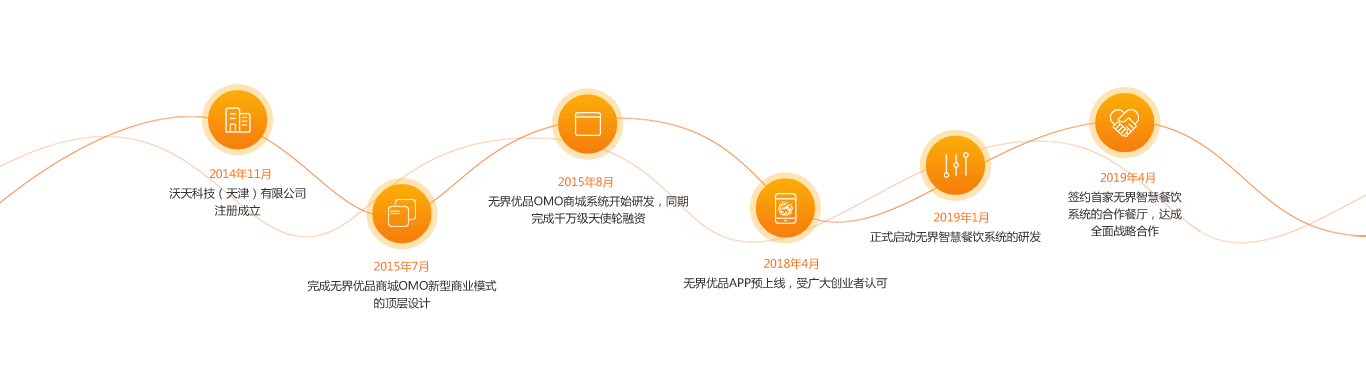 2014年11月
沃天科技（天津）有限公司
注册成立
2015年7月
完成无界优品商城OMO新型商业模式
的顶层设计
2015年8月
无界优品OMO商城系统开始研发，同期
完成千万级天使轮融资
2018年4月
无界优品APP预上线，受广大创业者认可
2019年1月
正式启动无界智慧餐饮系统的研发
2019年4月
签约首家无界智慧餐饮
系统的合作餐厅，达成
全面战略合作